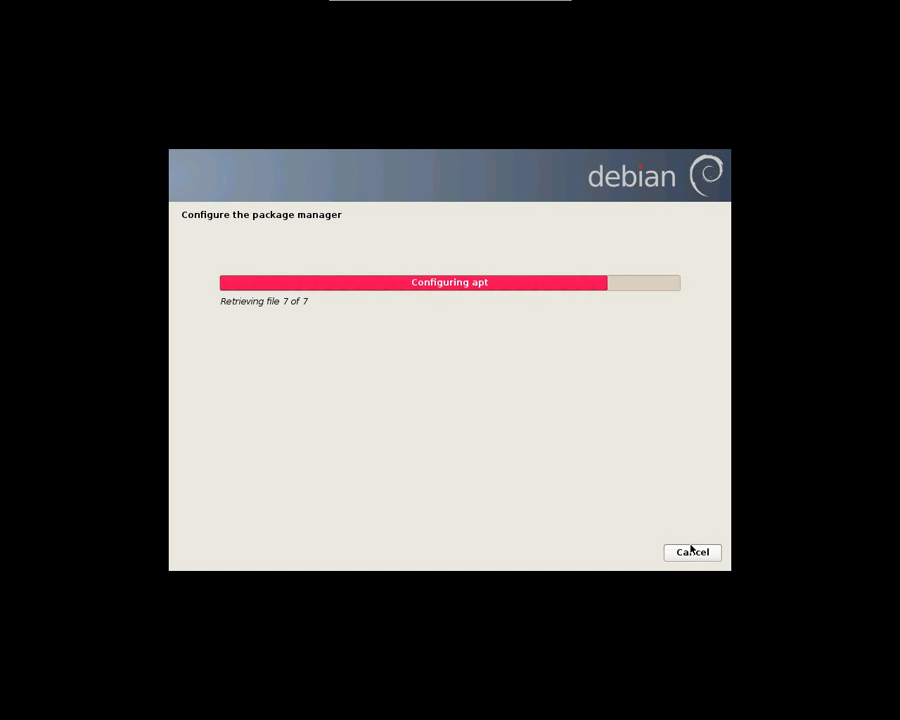 debian
Configure the package manager
Configuring apt
Retrieving file 7 of 7
Cancel